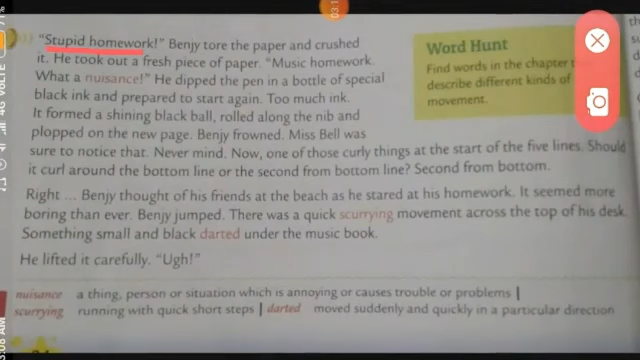 03:1
"Stupid homework!" Benjy tore the paper and crushed
it. He took out a fresh piece of paper. "Music homework.
What a nuisance!" He dipped the pen in a bottle of special
black ink and prepared to start again. Too much ink.
It formed a shining black ball, rolled along the nib and
plopped on the new page. Benjy frowned. Miss Bell was
sure to notice that. Never mind. Now, one of those curly things at the start of the five lines. Should
it curl around the bottom line or the second from bottom line? Second from bottom.
Right ... Benjy thought of his friends at the beach as he stared at his homework. It seemed more
boring than ever. Benjy jumped. There was a quick scurrying movement across the top of his desk.
Something small and black darted under the music book.
He lifted it carefully. "Ugh!"
Word Hunt
Find words in the chapter t
describe different kinds of
movement.
nuisance a thing, person or situation which is annoying or causes trouble or problems |
scurrying running with quick short steps | darted moved suddenly and quickly in a particular direction
4G VoLTE
:08 AM